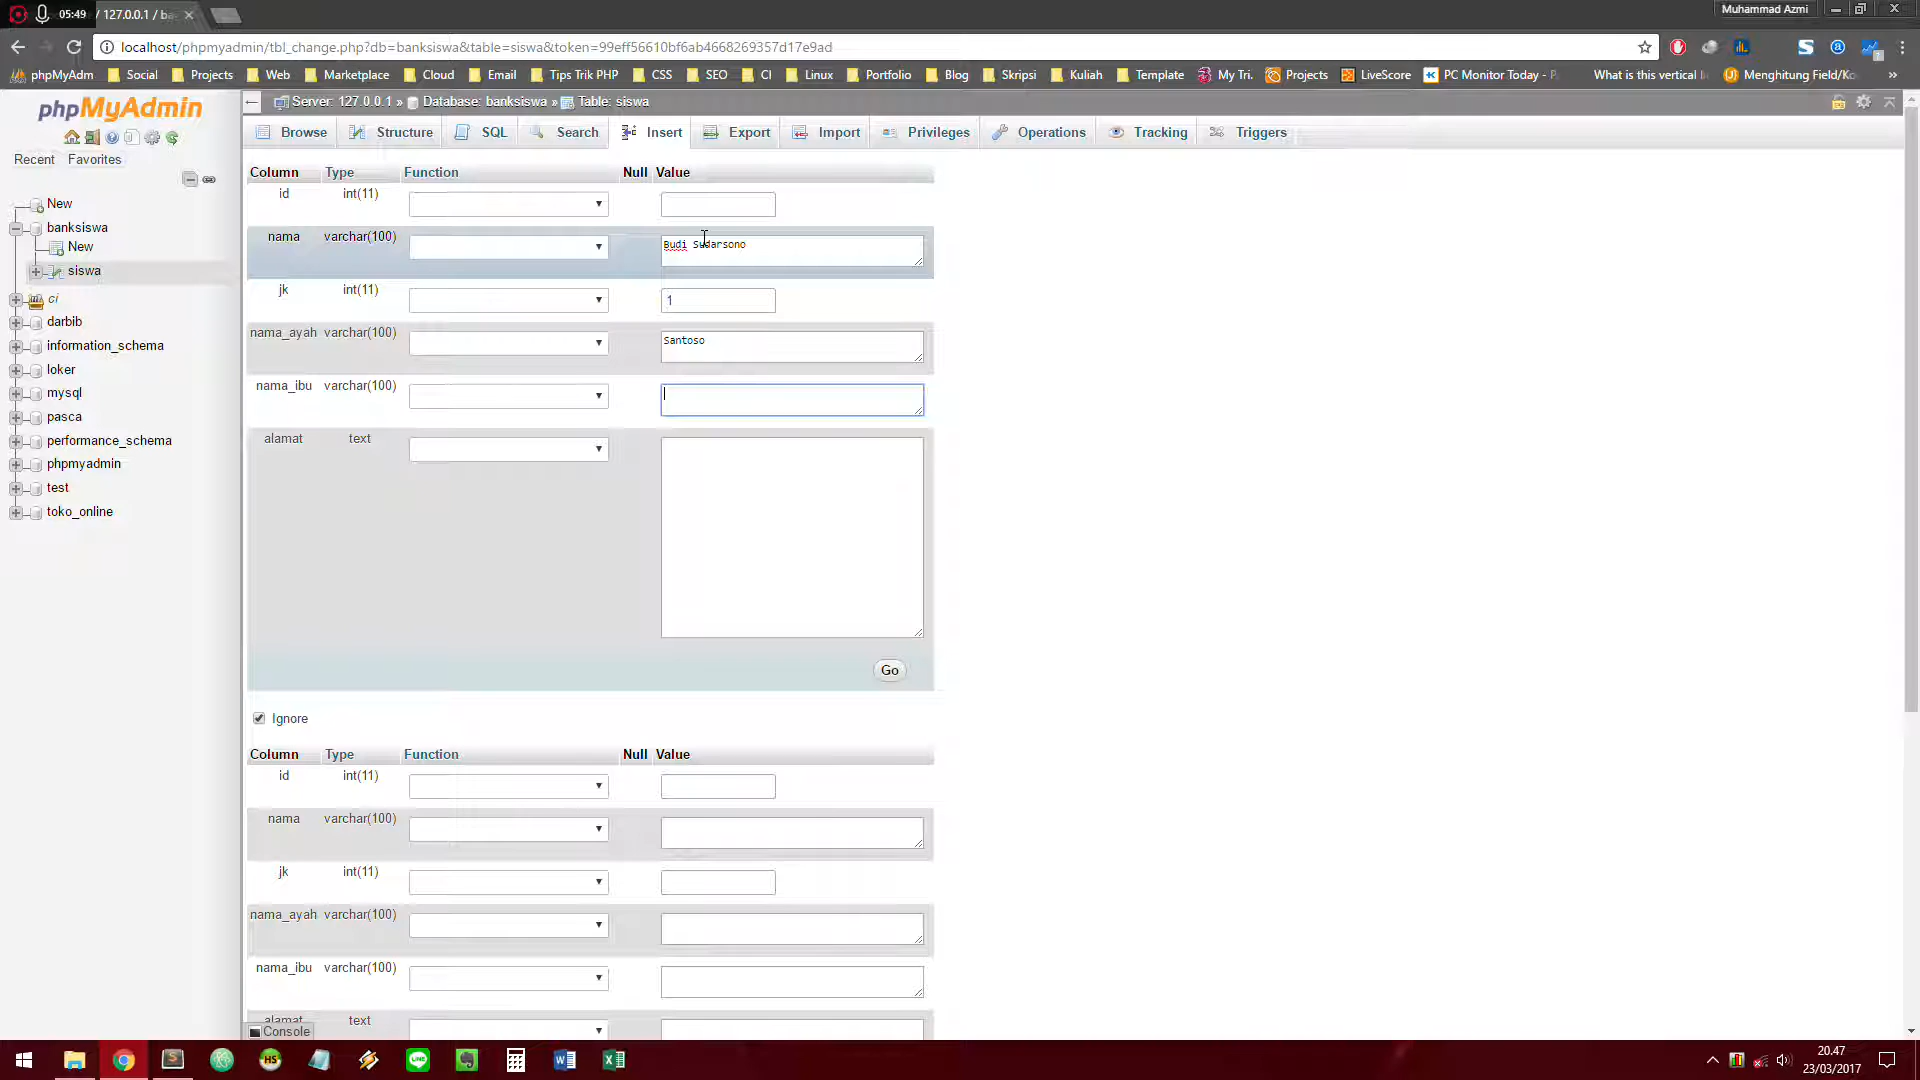 05:49
/ 127.0.0.1 / ba
Muhammad Azmi
localhost/phpmyadmin/tbl_change.php?db=banksiswa&table=siswa&token=99eff56610bf6ab4668269357d17e9ad
phpMyAdm Social Projects Web Marketplace Cloud Email Tips Trik PHP CSS SEO CI Linux Portfolio Blog Skripsi Kuliah Template My Tri. Projects LiveScore PC Monitor Today - F What is this vertical b Menghitung Field/Ko »
phpMyAdmin
Recent Favorites
New
banksiswa
New
siswa
ci
darbib
information_schema
loker
mysql
pasca
performance_schema
phpmyadmin
test
toko_online
Server: 127.0.0.1 » Database: banksiswa » Table: siswa
Browse Structure SQL Search Insert Export Import Privileges Operations Tracking Triggers
Column Type Function Null Value
id int(11)
nama varchar(100) Budi Sudarsono
jk int(11) 1
nama_ayah varchar(100) Santoso
nama_ibu varchar(100)
alamat text
Go
Ignore
Column Type Function Null Value
id int(11)
nama varchar(100)
jk int(11)
nama_ayah varchar(100)
nama_ibu varchar(100)
alamat text
Console
20.47
23/03/2017